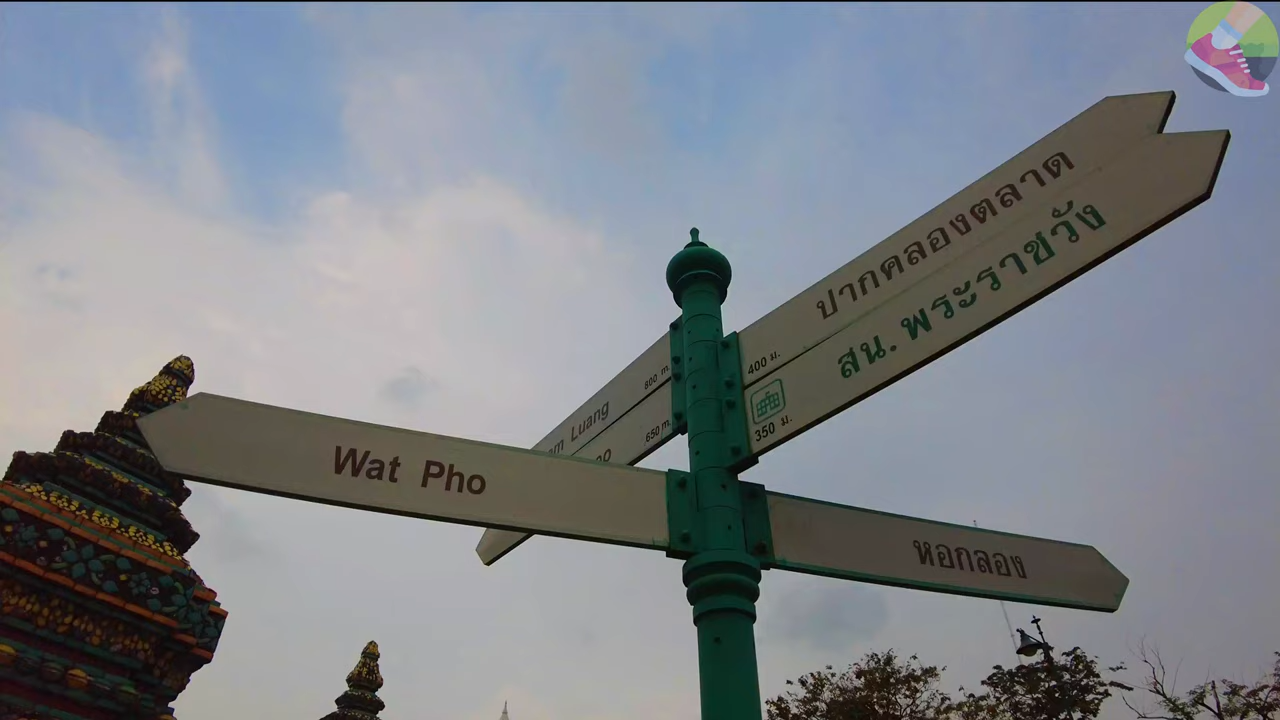 ปากคลองตลาด
400 ม.
สน. พระราชวัง
350 ม.
800 m.
Luang
650 m.
Wat Pho
หอกลอง